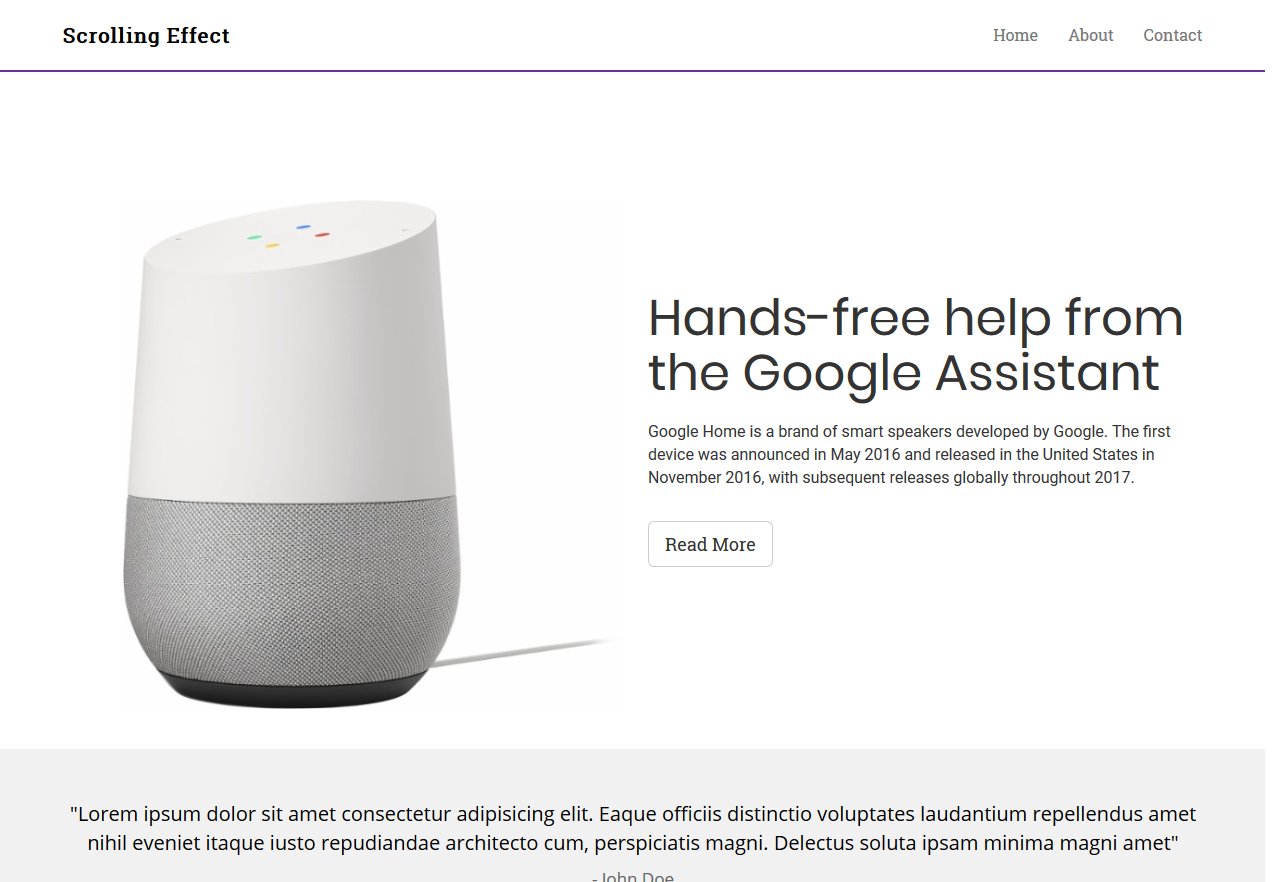 Scrolling Effect
Home About Contact
Hands-free help from
the Google Assistant
Google Home is a brand of smart speakers developed by Google. The first
device was announced in May 2016 and released in the United States in
November 2016, with subsequent releases globally throughout 2017.
Read More
"Lorem ipsum dolor sit amet consectetur adipisicing elit. Eaque officiis distinctio voluptates laudantium repellendus amet
nihil eveniet itaque iusto repudiandae architecto cum, perspiciatis magni. Delectus soluta ipsam minima magni amet"
- John Doe